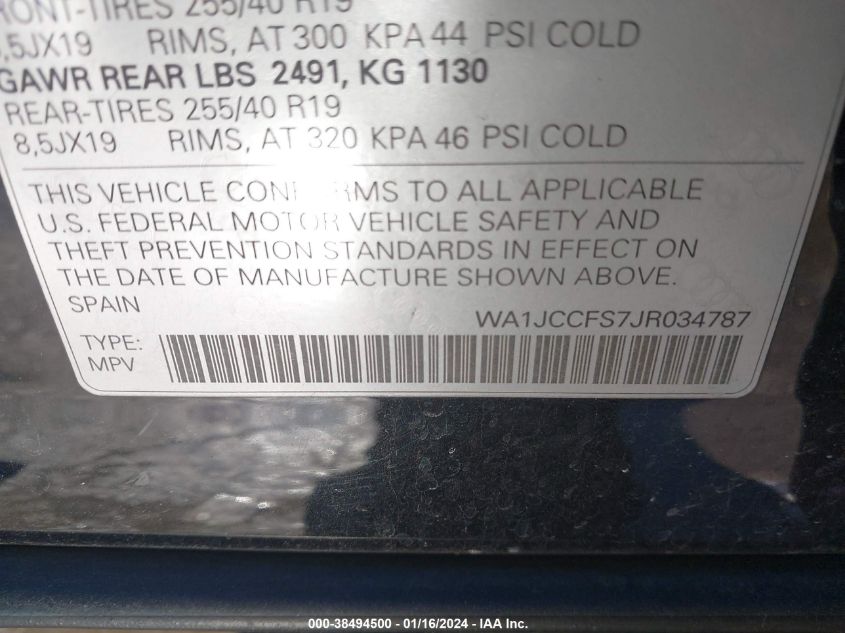 RONT-TIRES 255/40 R19
8,5JX19 RIMS, AT 300 KPA 44 PSI COLD
GAWR REAR LBS 2491, KG 1130
REAR-TIRES 255/40 R19
8,5JX19 RIMS, AT 320 KPA 46 PSI COLD
THIS VEHICLE CONFORMS TO ALL APPLICABLE
U.S. FEDERAL MOTOR VEHICLE SAFETY AND
THEFT PREVENTION STANDARDS IN EFFECT ON
THE DATE OF MANUFACTURE SHOWN ABOVE.
SPAIN
WA1JCCFS7JR034787
TYPE:
MPV
000-38494500 - 01/16/2024 - IAA Inc.